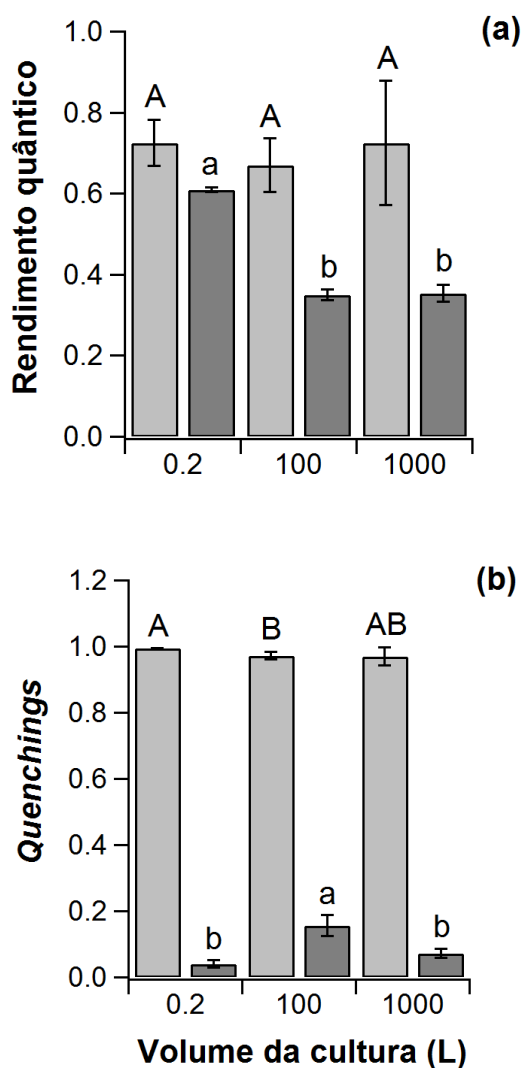 (a)
Rendimento quântico
1.0
0.8
0.6
0.4
0.2
0.0
A a A b A b
0.2 100 1000
(b)
Quenchings
1.2
1.0
0.8
0.6
0.4
0.2
0.0
A b B a AB b
0.2 100 1000
Volume da cultura (L)